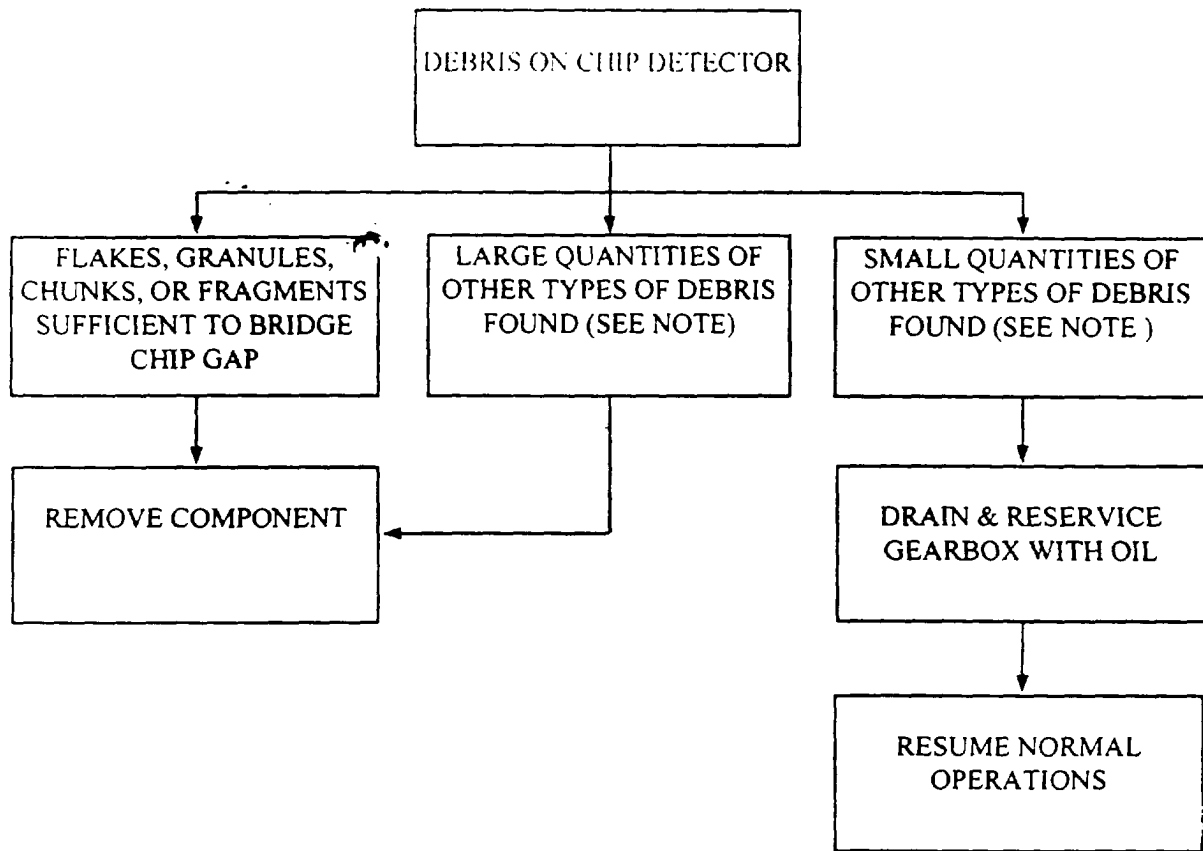 DEBRIS ON CHIP DETECTOR
FLAKES, GRANULES,
CHUNKS, OR FRAGMENTS
SUFFICIENT TO BRIDGE
CHIP GAP
LARGE QUANTITIES OF
OTHER TYPES OF DEBRIS
FOUND (SEE NOTE)
SMALL QUANTITIES OF
OTHER TYPES OF DEBRIS
FOUND (SEE NOTE )
REMOVE COMPONENT
DRAIN & RESERVICE
GEARBOX WITH OIL
RESUME NORMAL
OPERATIONS